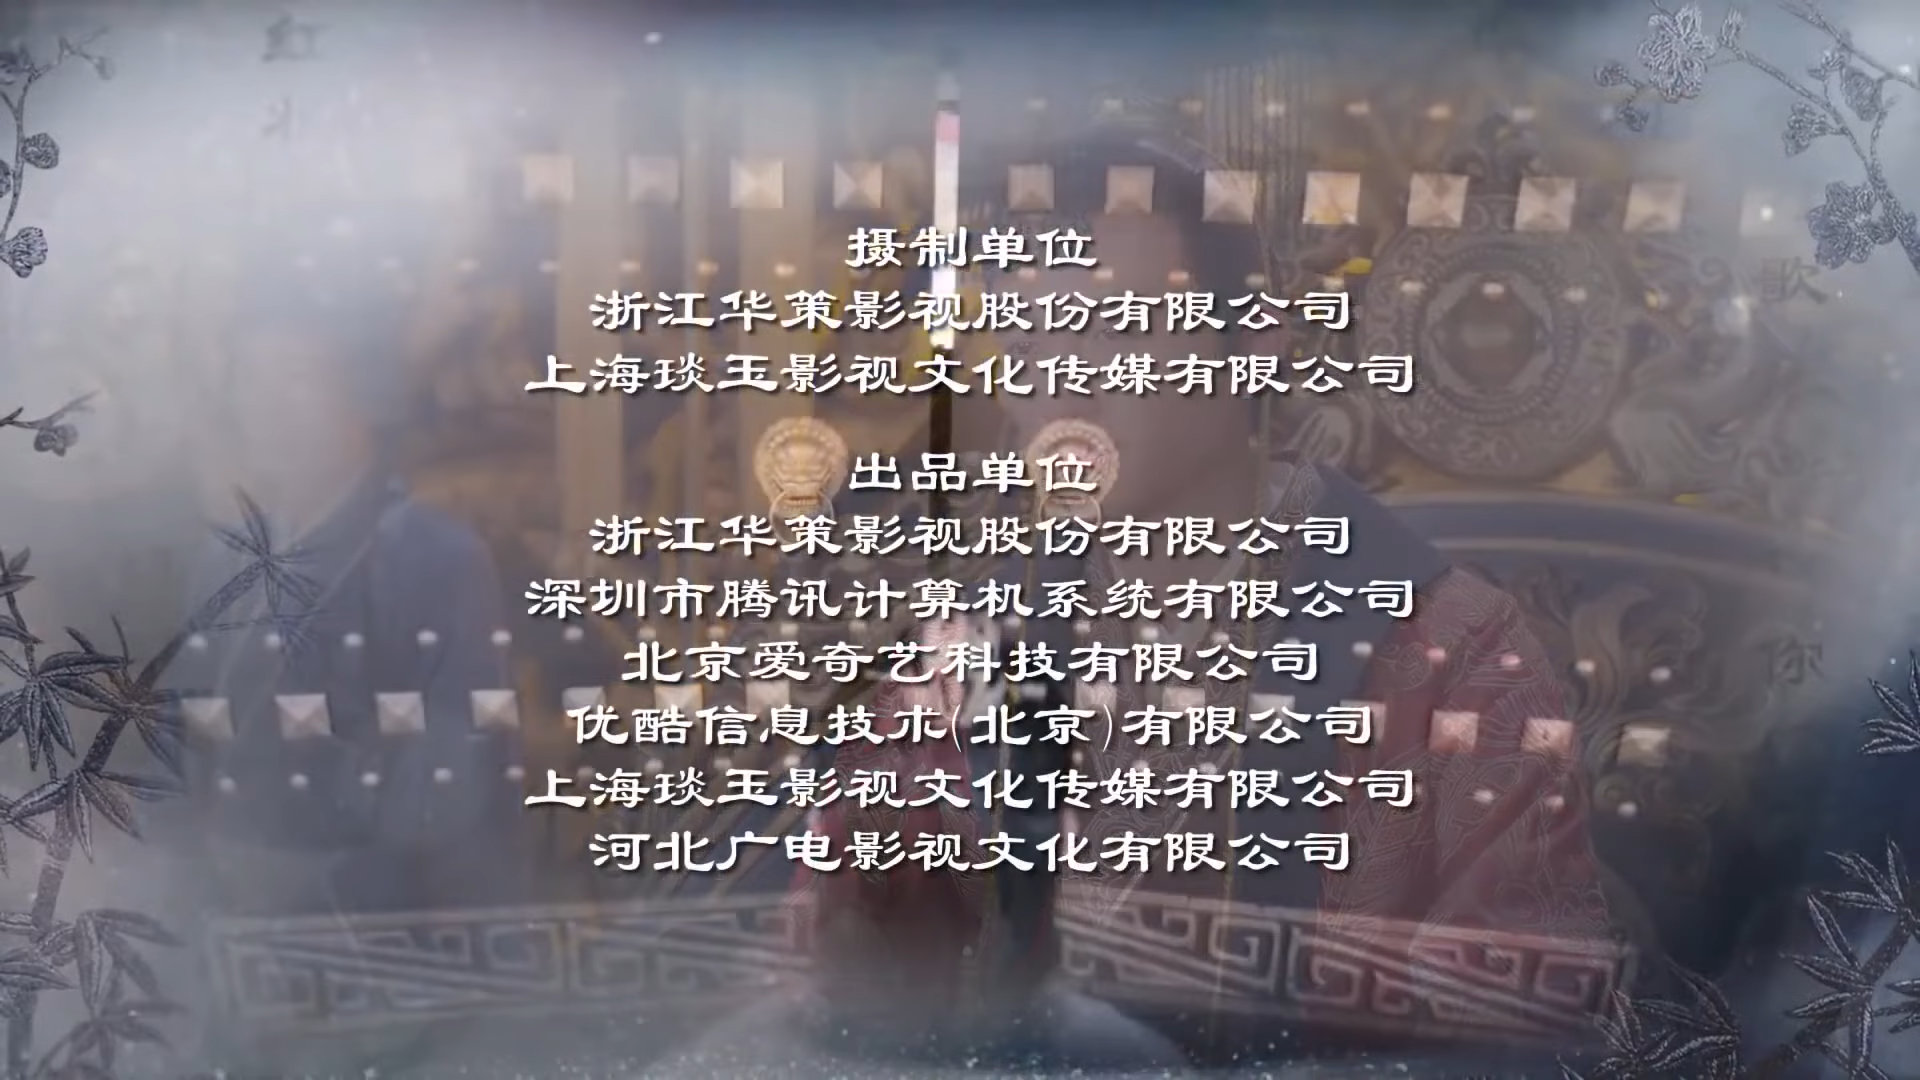 红
北
歌
你
摄制单位
浙江华策影视股份有限公司
上海琰玉影视文化传媒有限公司
出品单位
浙江华策影视股份有限公司
深圳市腾讯计算机系统有限公司
北京爱奇艺科技有限公司
优酷信息技术(北京)有限公司
上海琰玉影视文化传媒有限公司
河北广电影视文化有限公司